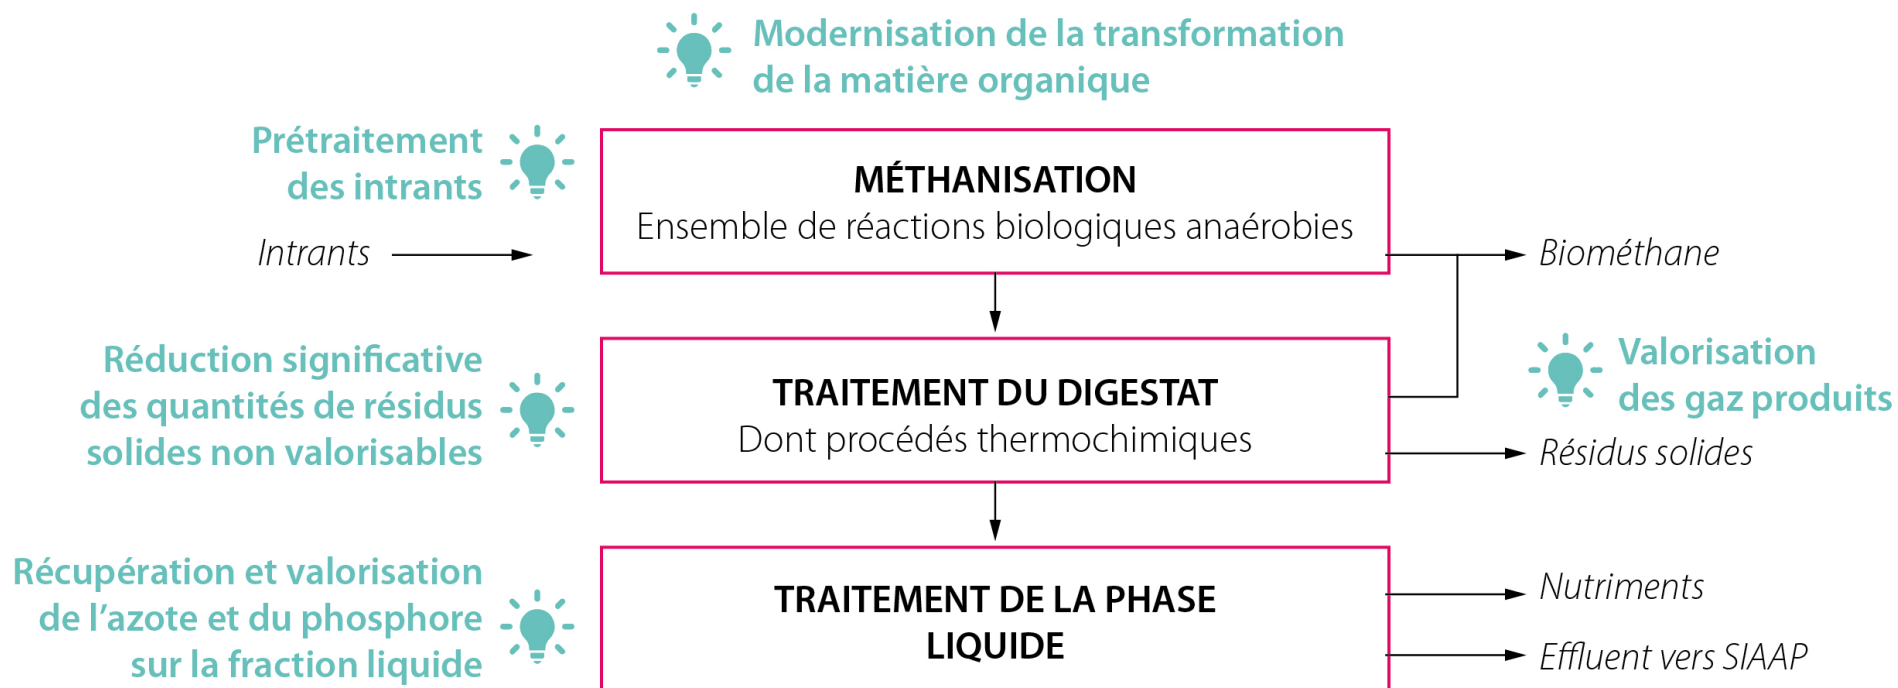 Modernisation de la transformation
de la matière organique
Prétraitement
des intrants
MÉTHANISATION
Ensemble de réactions biologiques anaérobies
Intrants
Biométhane
Réduction significative
des quantités de résidus
solides non valorisables
TRAITEMENT DU DIGESTAT
Dont procédés thermochimiques
Valorisation
des gaz produits
Résidus solides
Récupération et valorisation
de l’azote et du phosphore
sur la fraction liquide
TRAITEMENT DE LA PHASE
LIQUIDE
Nutriments
Effluent vers SIAAP